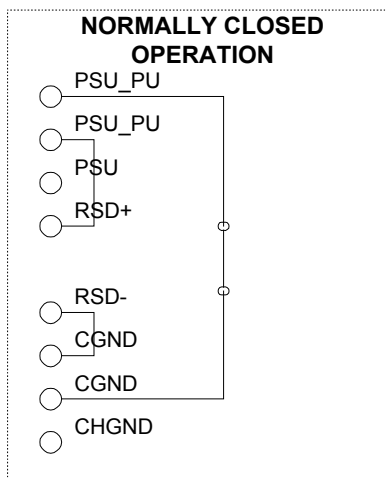 NORMALLY CLOSED
OPERATION
PSU_PU
PSU_PU
PSU
RSD+
RSD-
CGND
CGND
CHGND